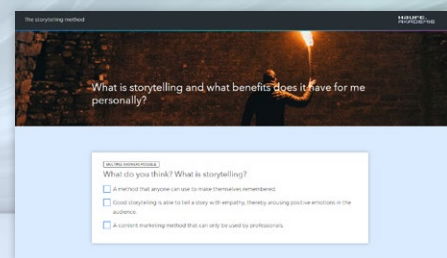 The storytelling method
HAUFE.
AKADEMIE
What is storytelling and what benefits does it have for me
personally?
MULTIPLE ANSWERS POSSIBLE
What do you think? What is storytelling?
A method that anyone can use to make themselves remembered.
Good storytelling is able to tell a story with empathy, thereby arousing positive emotions in the
audience.
A content marketing method that can only be used by professionals.